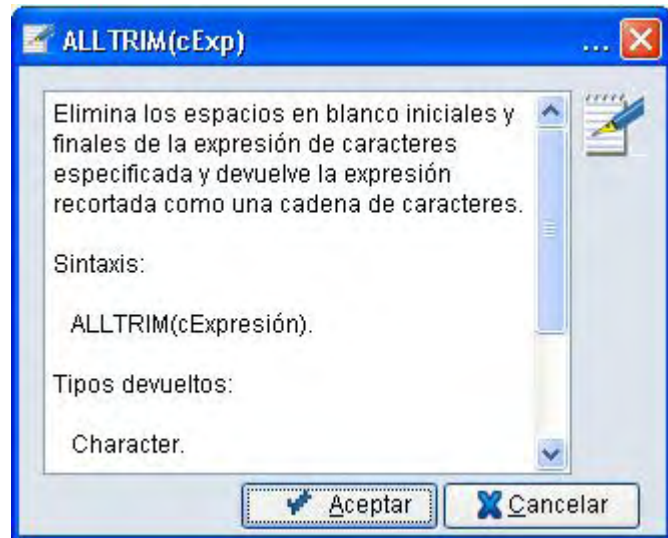 ALLTRIM(cExp) ...
Elimina los espacios en blanco iniciales y
finales de la expresión de caracteres
especificada y devuelve la expresión
recortada como una cadena de caracteres.
Sintaxis:
ALLTRIM(cExpresión).
Tipos devueltos:
Character.
Aceptar Cancelar